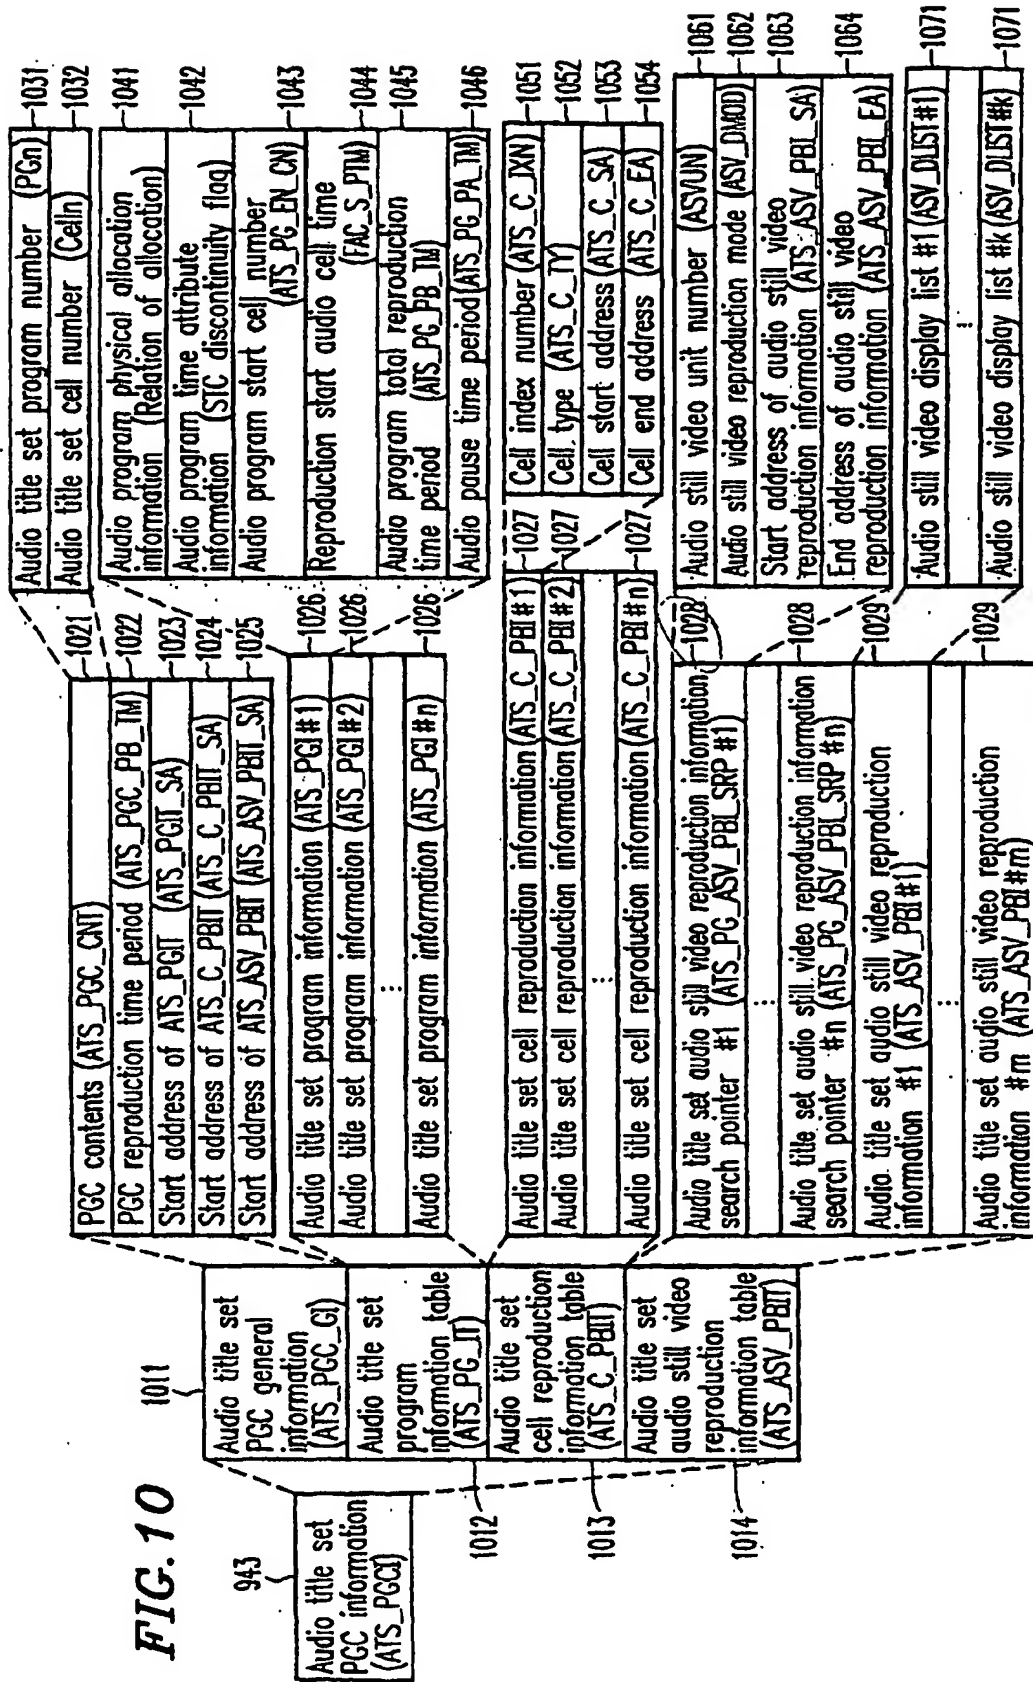 FIG. 10
943
Audio title set
PGC information
(ATS_PGCI)
1011
Audio title set
PGC general
information
(ATS_PGC_GI)
Audio title set
program
information table
(ATS_PG_IT)
1012
Audio title set
cell reproduction
information table
(ATS_C_PBIT)
1013
Audio title set
audio still video
reproduction
information table
(ATS_ASV_PBIT)
1014
PGC contents (ATS_PGC_CNT)
1021
PGC reproduction time period (ATS_PGC_PB_TM)
1022
Start address of ATS_PGIT (ATS_PGIT_SA)
1023
Start address of ATS_C_PBIT (ATS_C_PBIT_SA)
1024
Start address of ATS_ASV_PBIT (ATS_ASV_PBIT_SA)
1025
Audio title set program information (ATS_PGI#1)
1026
Audio title set program information (ATS_PGI#2)
1026
⋮
Audio title set program information (ATS_PGI#n)
1026
Audio title set cell reproduction information (ATS_C_PBI#1)
1027
Audio title set cell reproduction information (ATS_C_PBI#2)
1027
⋮
Audio title set cell reproduction information (ATS_C_PBI#n)
1027
Audio title set audio still video reproduction information
search pointer #1 (ATS_PG_ASV_PBI_SRP #1)
1028
⋮
Audio title set audio still video reproduction information
search pointer #n (ATS_PG_ASV_PBI_SRP #n)
1028
Audio title set audio still video reproduction
information #1 (ATS_ASV_PBI #1)
1029
⋮
Audio title set audio still video reproduction
information #m (ATS_ASV_PBI #m)
1029
Audio title set program number (PGn)
1031
Audio title set cell number (Celln)
1032
Audio program physical allocation
information (Relation of allocation)
1041
Audio program time attribute
information (STC discontinuity flag)
1042
Audio program start cell number
(ATS_PG_EN_CN)
1043
Reproduction start audio cell time
(FAC_S_PTM)
1044
Audio program total reproduction
time period (ATS_PG_PB_TM)
1045
Audio pause time period (ATS_PG_PA_TM)
1046
Cell index number (ATS_C_IXN)
1051
Cell type (ATS_C_TY)
1052
Cell start address (ATS_C_SA)
1053
Cell end address (ATS_C_EA)
1054
Audio still video unit number (ASVUN)
1061
Audio still video reproduction mode (ASV_DMOD)
1062
Start address of audio still video
reproduction information (ATS_ASV_PBI_SA)
1063
End address of audio still video
reproduction information (ATS_ASV_PBI_EA)
1064
Audio still video display list #1 (ASV_DLIST#1)
1071
⋮
Audio still video display list #k (ASV_DLIST#k)
1071